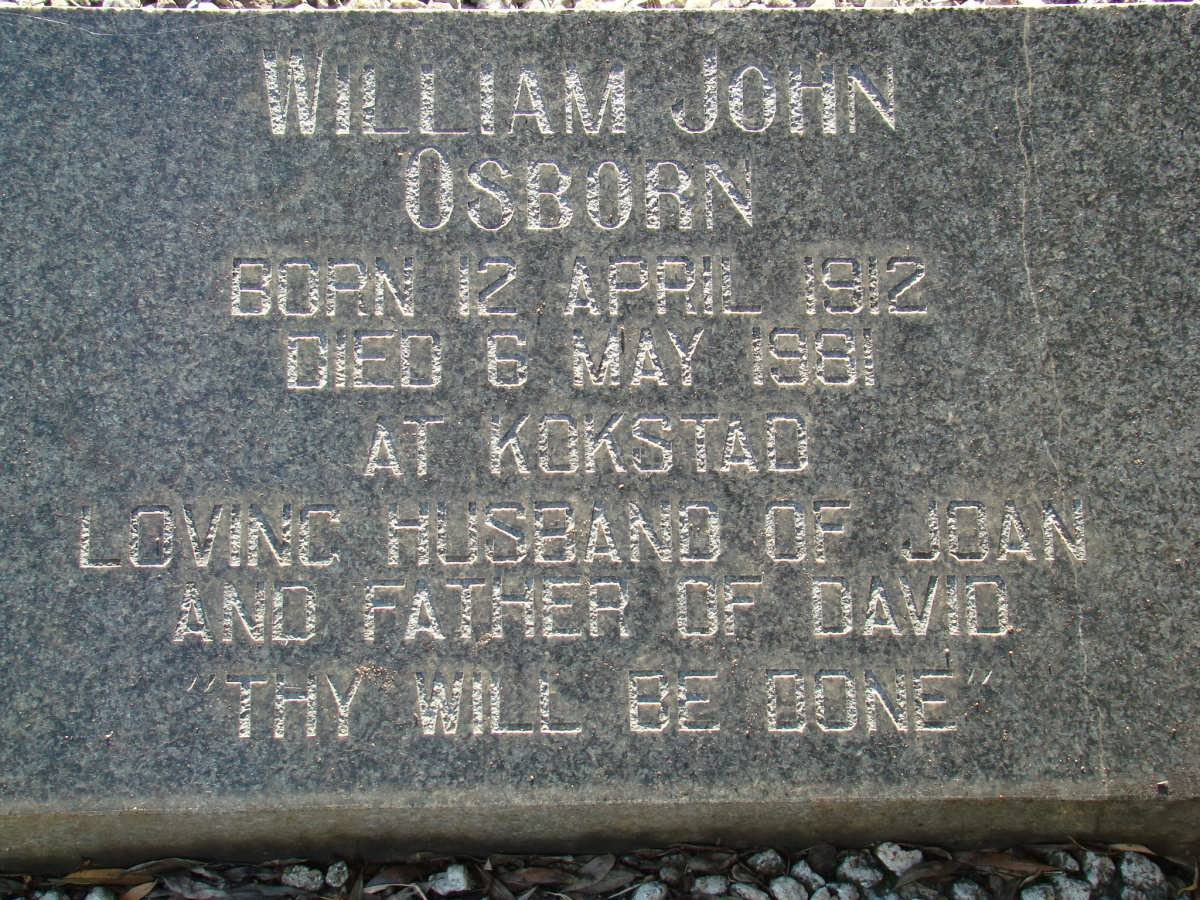 WILLIAM JOHN
OSBORN
BORN 12 APRIL 1912
DIED 6 MAY 1981
AT KOKSTAD
LOVING HUSBAND OF JOAN
AND FATHER OF DAVID
"THY WILL BE DONE"